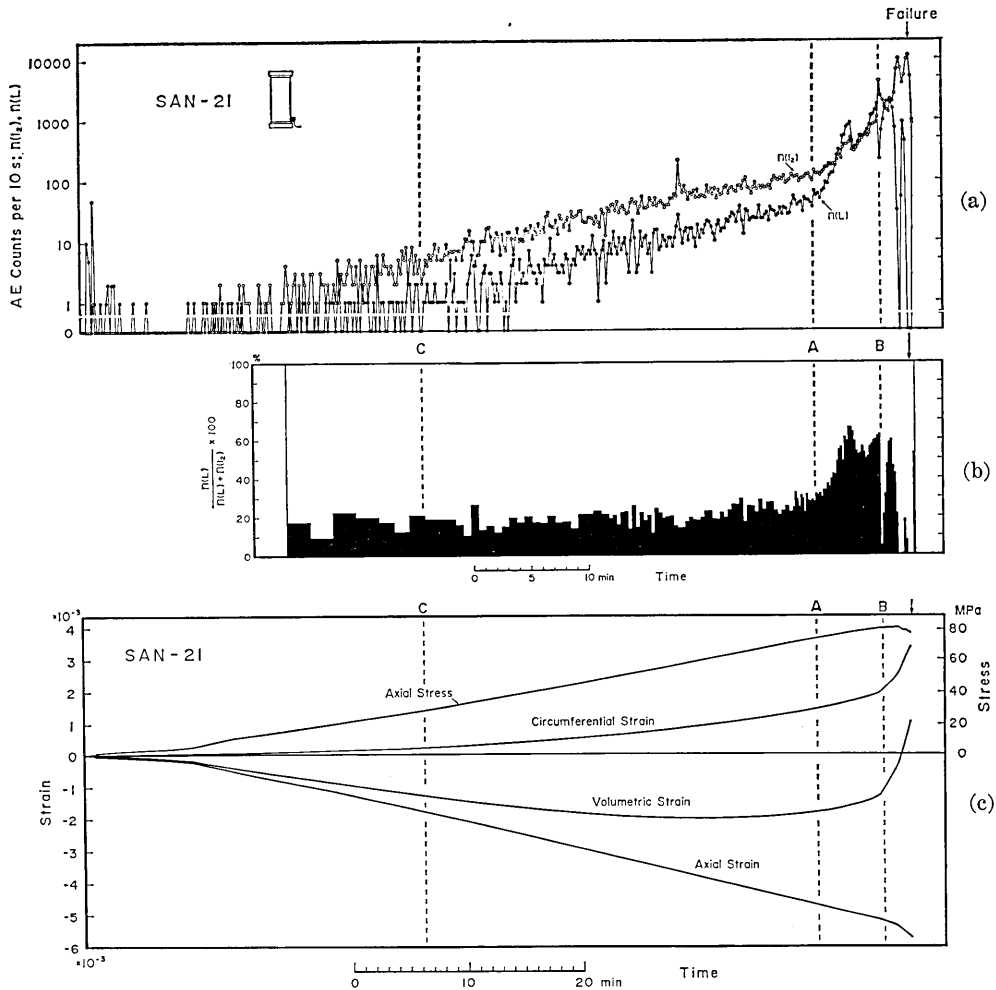 Failure
AE Counts per 10 s; n(I₂), n(L)
10000
1000
100
10
1
0
SAN-21
n(I₂)
n(L)
(a)
C
A
B
%
100
80
60
40
20
0
n(L)
n(L) + n(I₂)
×100
(b)
0 5 10 min Time
×10⁻³
C
A
B
MPa
4
3
2
1
0
-1
-2
-3
-4
-5
-6
×10⁻³
Strain
SAN-21
Axial Stress
Circumferential Strain
Volumetric Strain
Axial Strain
80
60
40
20
0
Stress
(c)
0 10 20 min Time